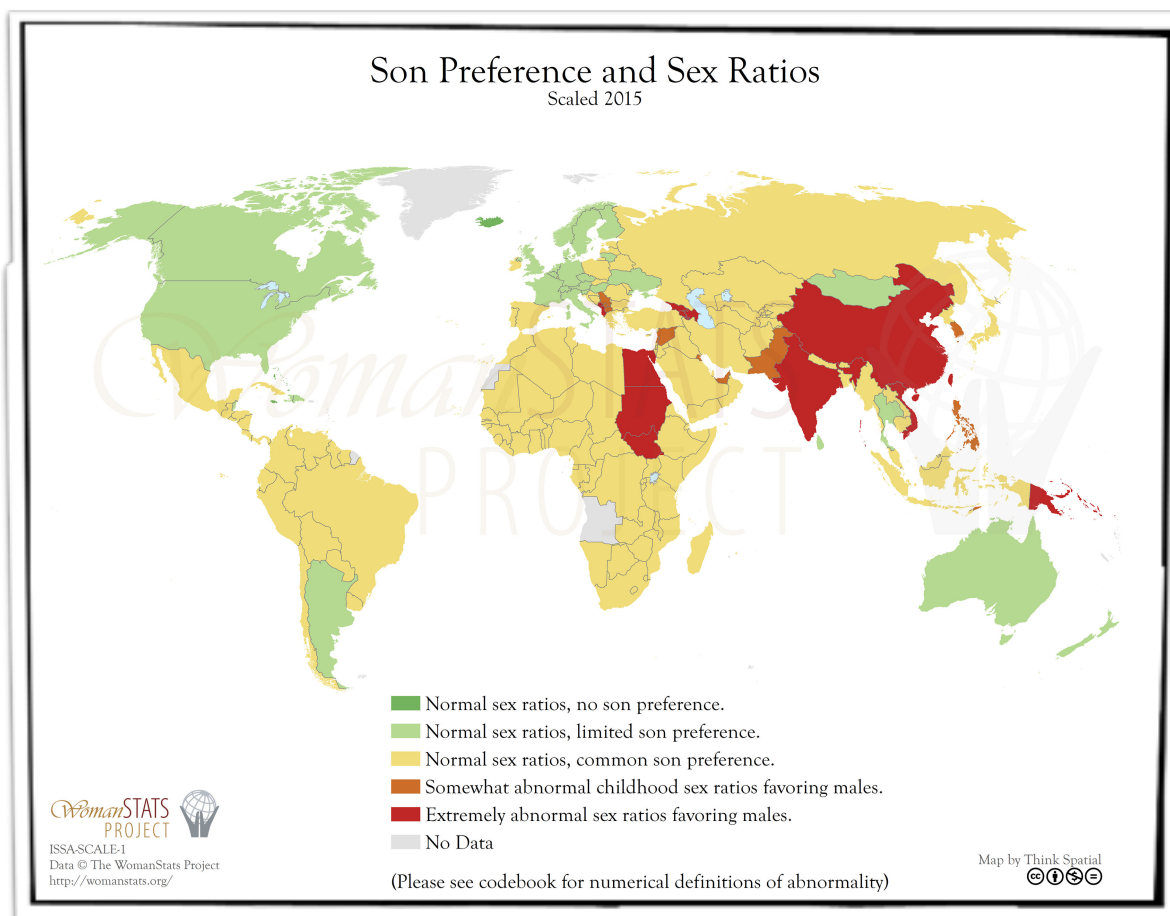 Son Preference and Sex Ratios
Scaled 2015
WomanSTATS
PROJECT
Normal sex ratios, no son preference.
Normal sex ratios, limited son preference.
Normal sex ratios, common son preference.
Somewhat abnormal childhood sex ratios favoring males.
Extremely abnormal sex ratios favoring males.
No Data
(Please see codebook for numerical definitions of abnormality)
WomanSTATS
PROJECT
ISSA-SCALE-1
Data © The WomanStats Project
http://womanstats.org/
Map by Think Spatial
cc